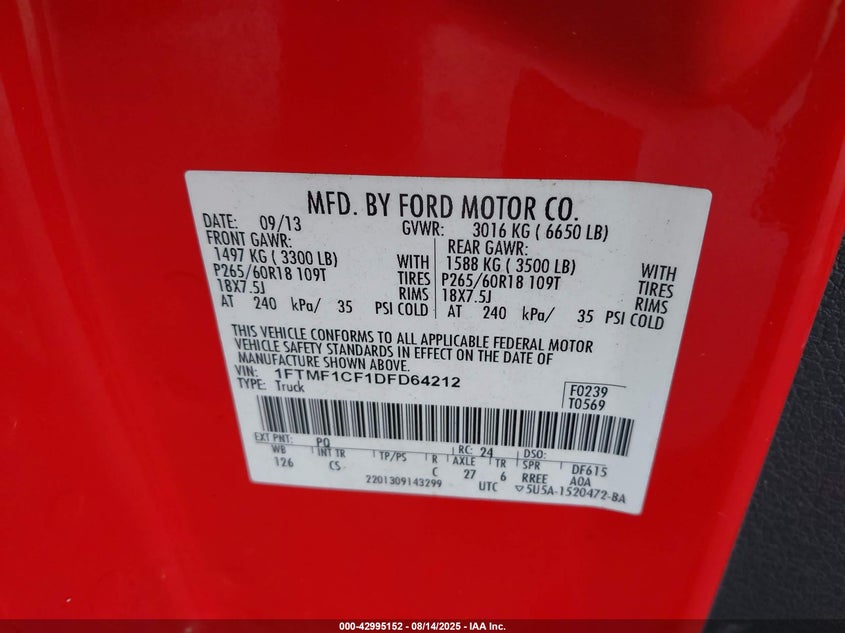 MFD. BY FORD MOTOR CO.
DATE: 09/13 GVWR: 3016 KG ( 6650 LB)
FRONT GAWR: REAR GAWR:
1497 KG ( 3300 LB) WITH 1588 KG ( 3500 LB) WITH
P265/60R18 109T TIRES P265/60R18 109T TIRES
18X7.5J RIMS 18X7.5J RIMS
AT 240 kPa/ 35 PSI COLD AT 240 kPa/ 35 PSI COLD
THIS VEHICLE CONFORMS TO ALL APPLICABLE FEDERAL MOTOR
VEHICLE SAFETY STANDARDS IN EFFECT ON THE DATE OF
MANUFACTURE SHOWN ABOVE.
VIN: 1FTMF1CF1DFD64212 F0239
TYPE: Truck T0569
EXT PNT: PQ RC: 24 DSO:
WB INT TR TP/PS R AXLE TR SPR DF615
126 CS C 27 6 RREE A0A
2201309143299 UTC ▽5U5A-1520472-BA
000-42995152 - 08/14/2025 - IAA Inc.